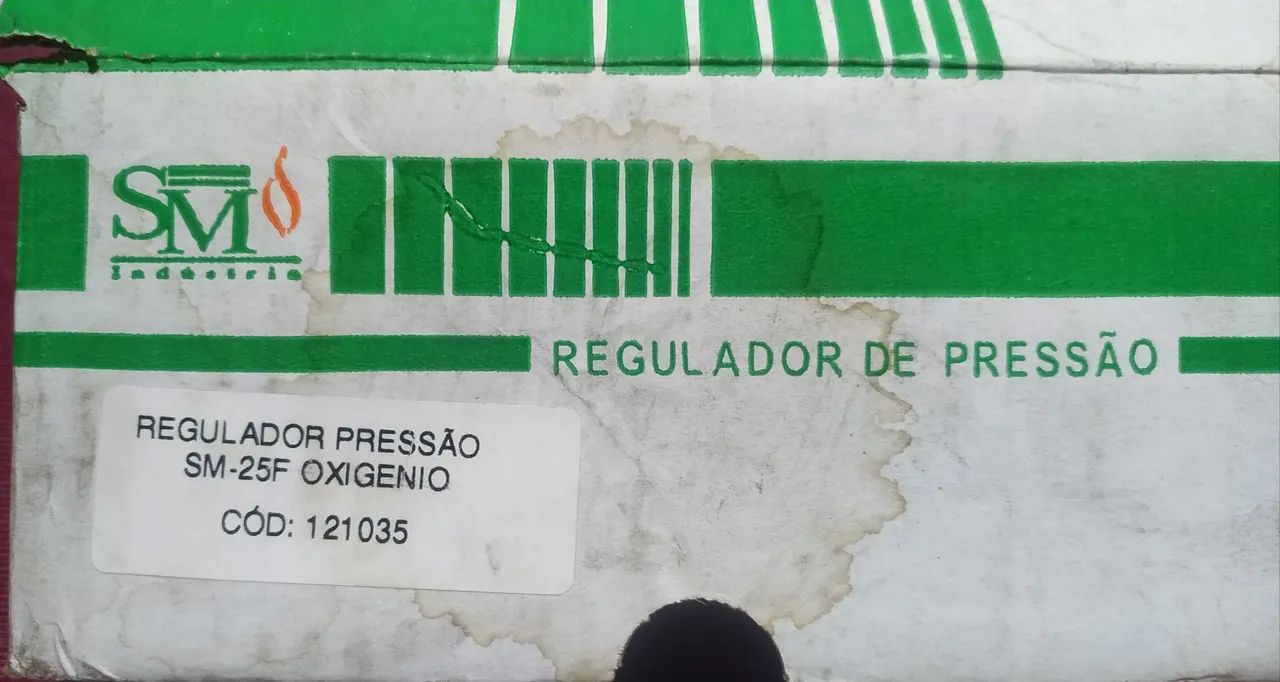 SM
Indústria
REGULADOR DE PRESSÃO
REGULADOR PRESSÃO
SM-25F OXIGENIO
CÓD: 121035